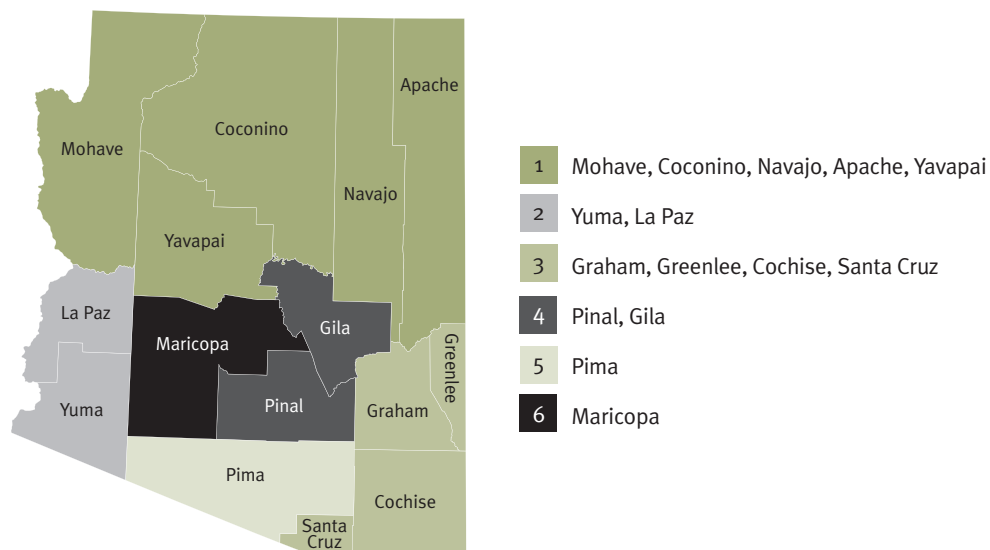 Apache
Coconino
Mohave
Navajo
Yavapai
La Paz
Gila
Maricopa
Greenlee
Yuma
Pinal
Graham
Pima
Cochise
Santa
Cruz
1 Mohave, Coconino, Navajo, Apache, Yavapai
2 Yuma, La Paz
3 Graham, Greenlee, Cochise, Santa Cruz
4 Pinal, Gila
5 Pima
6 Maricopa